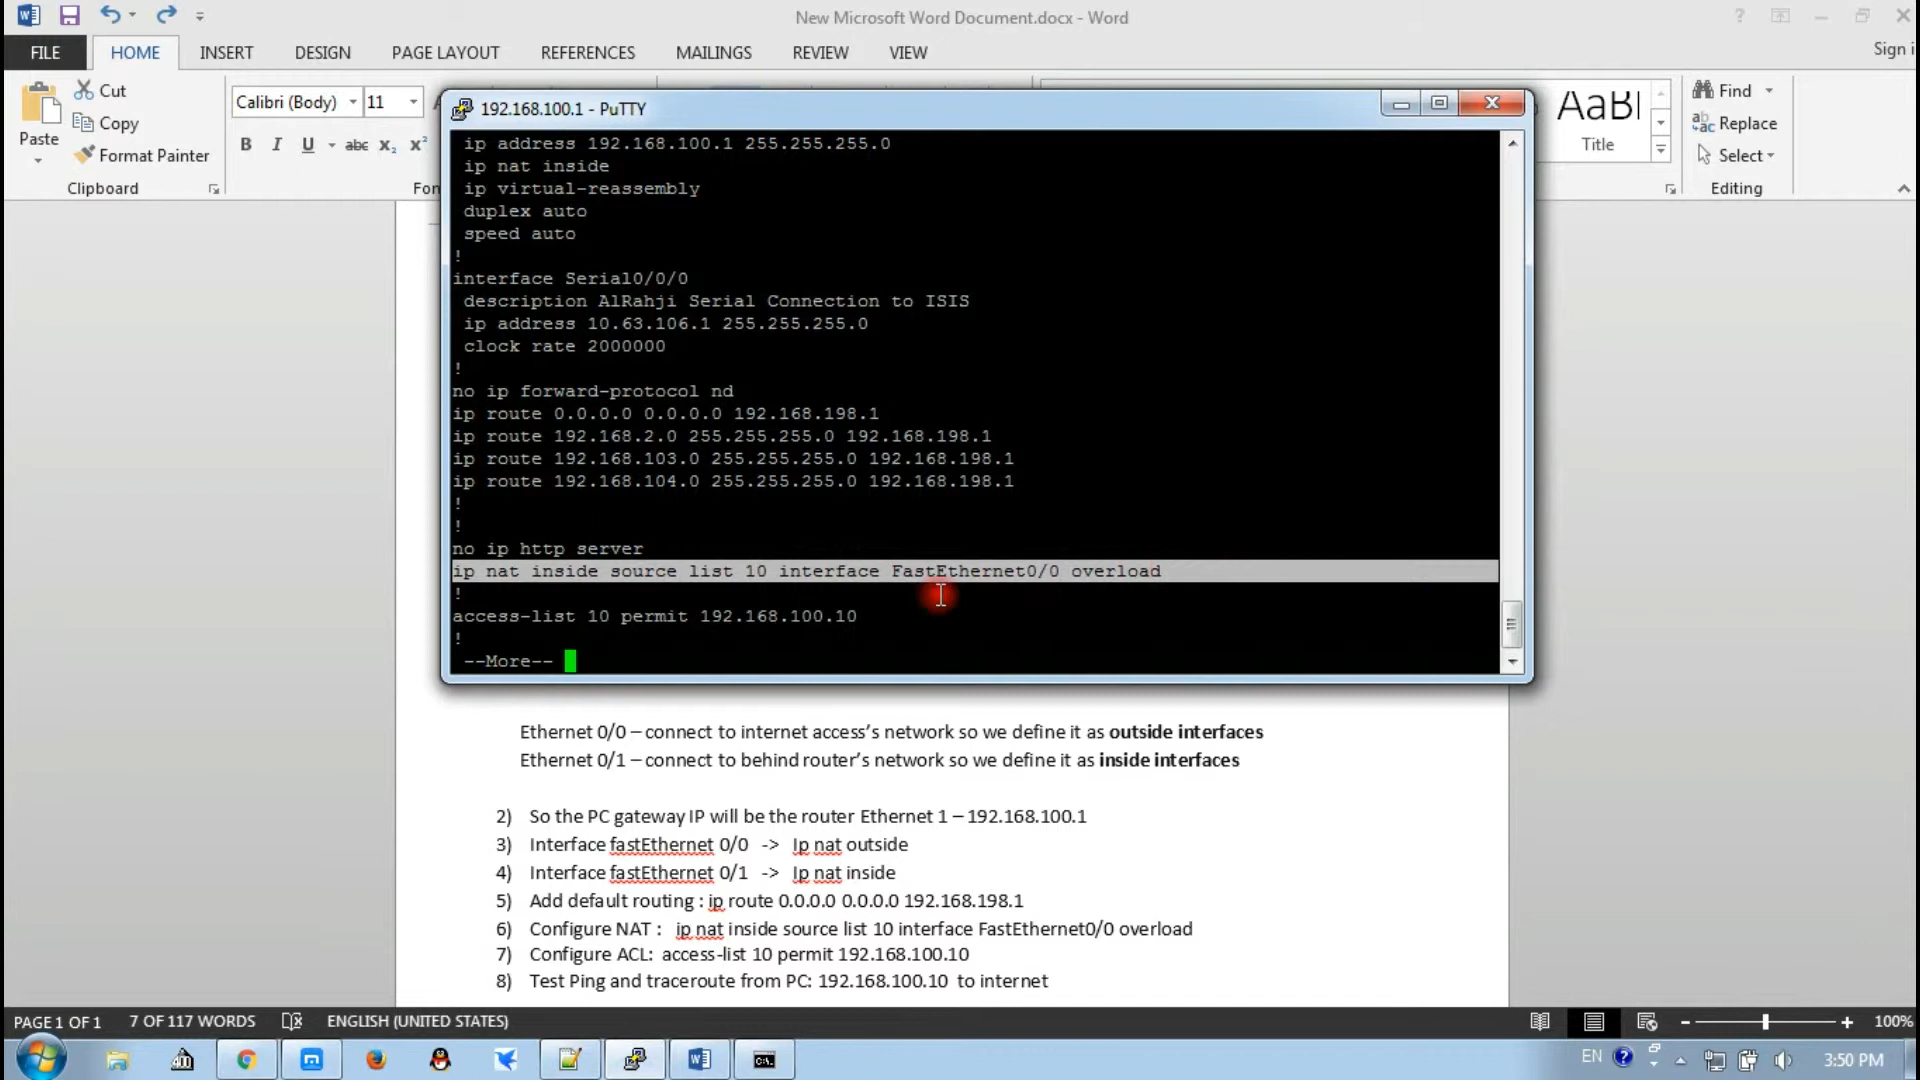 New Microsoft Word Document.docx - Word
FILE HOME INSERT DESIGN PAGE LAYOUT REFERENCES MAILINGS REVIEW VIEW
Sign i
Paste
Cut
Copy
Format Painter
Clipboard
Calibri (Body) 11
B I U abc X₂ X²
Fon
AaBl
Title
Find
Replace
Select
Editing
192.168.100.1 - PuTTY
ip address 192.168.100.1 255.255.255.0
ip nat inside
ip virtual-reassembly
duplex auto
speed auto
!
interface Serial0/0/0
description AlRahji Serial Connection to ISIS
ip address 10.63.106.1 255.255.255.0
clock rate 2000000
!
no ip forward-protocol nd
ip route 0.0.0.0 0.0.0.0 192.168.198.1
ip route 192.168.2.0 255.255.255.0 192.168.198.1
ip route 192.168.103.0 255.255.255.0 192.168.198.1
ip route 192.168.104.0 255.255.255.0 192.168.198.1
!
!
no ip http server
ip nat inside source list 10 interface FastEthernet0/0 overload
!
access-list 10 permit 192.168.100.10
!
--More--
Ethernet 0/0 – connect to internet access’s network so we define it as outside interfaces
Ethernet 0/1 – connect to behind router’s network so we define it as inside interfaces
2) So the PC gateway IP will be the router Ethernet 1 – 192.168.100.1
3) Interface fastEthernet 0/0 -> Ip nat outside
4) Interface fastEthernet 0/1 -> Ip nat inside
5) Add default routing : ip route 0.0.0.0 0.0.0.0 192.168.198.1
6) Configure NAT : ip nat inside source list 10 interface FastEthernet0/0 overload
7) Configure ACL: access-list 10 permit 192.168.100.10
8) Test Ping and traceroute from PC: 192.168.100.10 to internet
PAGE 1 OF 1 7 OF 117 WORDS ENGLISH (UNITED STATES) 100%
EN 3:50 PM